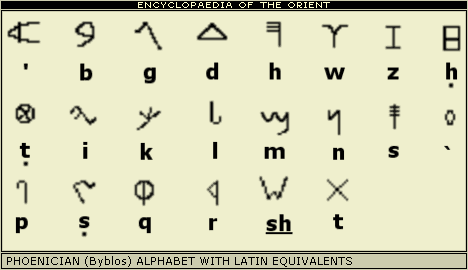 ENCYCLOPAEDIA OF THE ORIENT
𐤀 𐤁 𐤂 𐤃 𐤄 𐤅 𐤆 𐤇
' b g d h w z ḥ
𐤈 𐤉 𐤊 𐤋 𐤌 𐤍 𐤎 𐤏
ṭ i k l m n s `
𐤐 𐤑 𐤒 𐤓 𐤔 𐤕
p ṣ q r sh t
PHOENICIAN (Byblos) ALPHABET WITH LATIN EQUIVALENTS